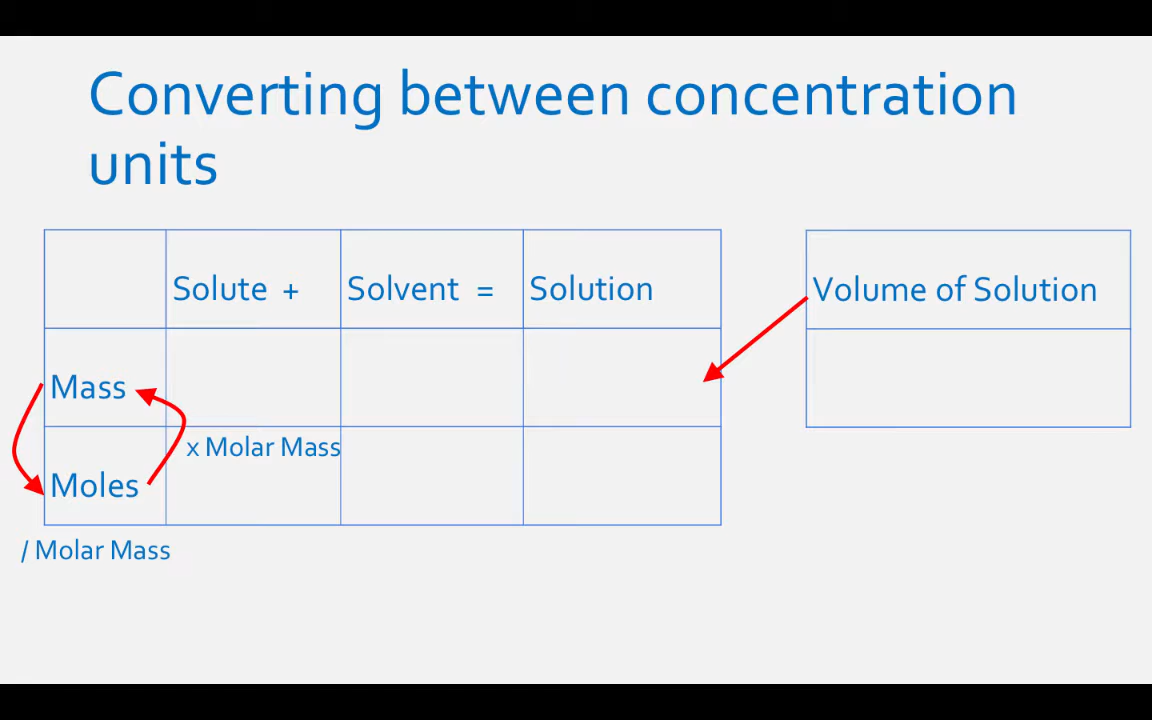 Converting between concentration
units
Solute + Solvent = Solution
Volume of Solution
Mass
x Molar Mass
Moles
/ Molar Mass